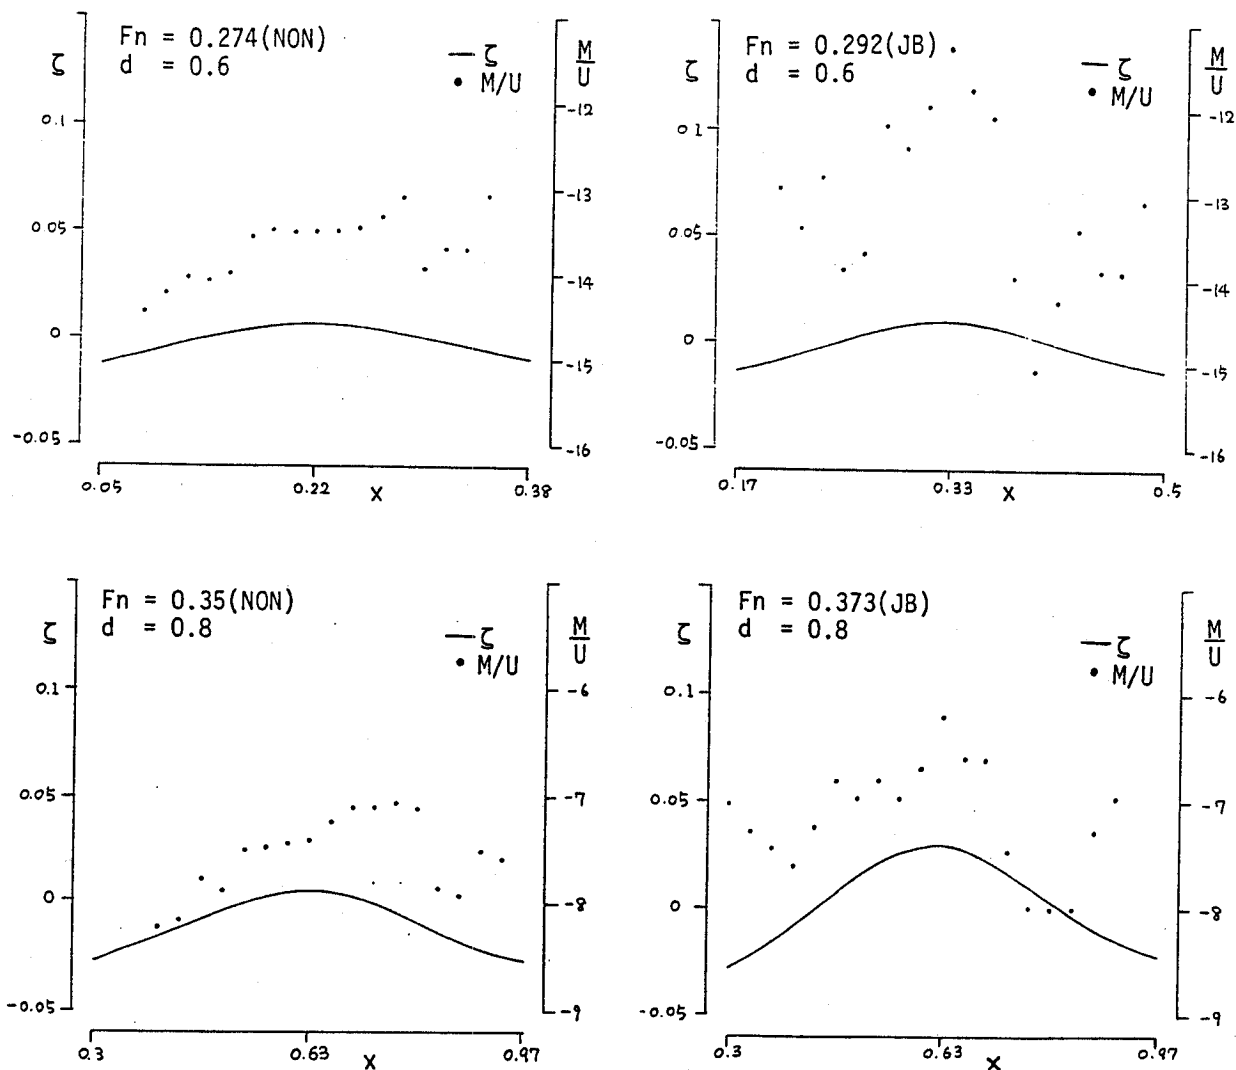 Fn = 0.274(NON)
d = 0.6
ζ
— ζ
• M/U
M
U
0.1
0.05
0
-0.05
-12
-13
-14
-15
-16
0.05
0.22
0.38
X
Fn = 0.292(JB)
d = 0.6
ζ
— ζ
• M/U
M
U
0.1
0.05
0
-0.05
-12
-13
-14
-15
-16
0.17
0.33
0.5
X
Fn = 0.35(NON)
d = 0.8
ζ
— ζ
• M/U
M
U
0.1
0.05
0
-0.05
-6
-7
-8
-9
0.3
0.63
0.97
X
Fn = 0.373(JB)
d = 0.8
ζ
— ζ
• M/U
M
U
0.1
0.05
0
-0.05
-6
-7
-8
-9
0.3
0.63
0.97
X